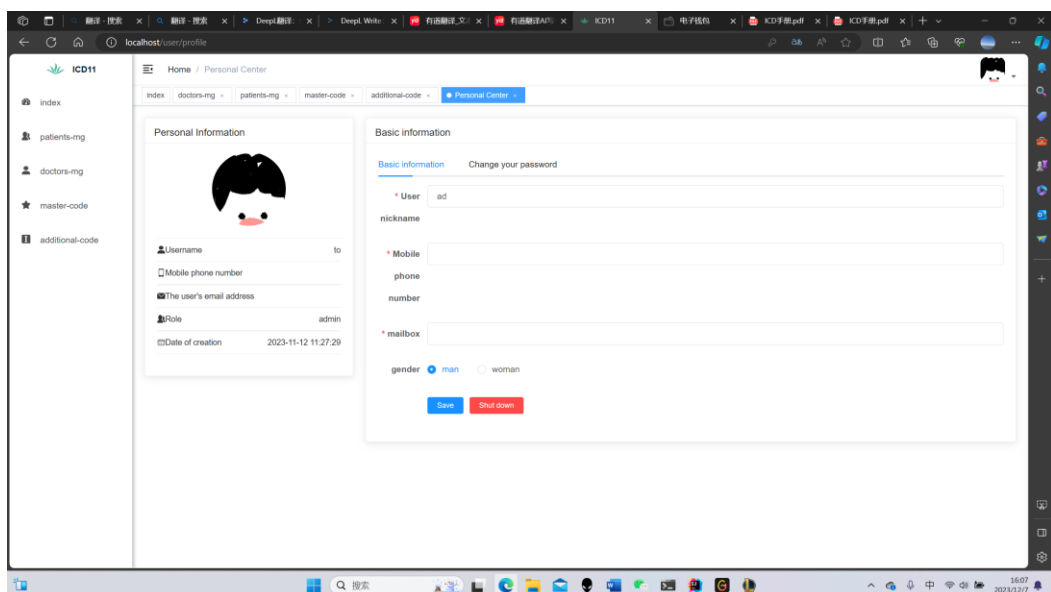 翻译 - 搜索
翻译 - 搜索
DeepL翻译:
DeepL Write
有道翻译_文
有道翻译API
ICD11
电子钱包
ICD手册.pdf
ICD手册.pdf
localhost/user/profile
ICD11
Home / Personal Center
index
doctors-mg
patients-mg
master-code
additional-code
Personal Center
index
patients-mg
doctors-mg
master-code
additional-code
Personal Information
Username to
Mobile phone number
The user's email address
Role admin
Date of creation 2023-11-12 11:27:29
Basic information
Basic information Change your password
* User
nickname
ad
* Mobile
phone
number
* mailbox
gender man woman
Save Shut down
搜索
中
16:07
2023/12/7